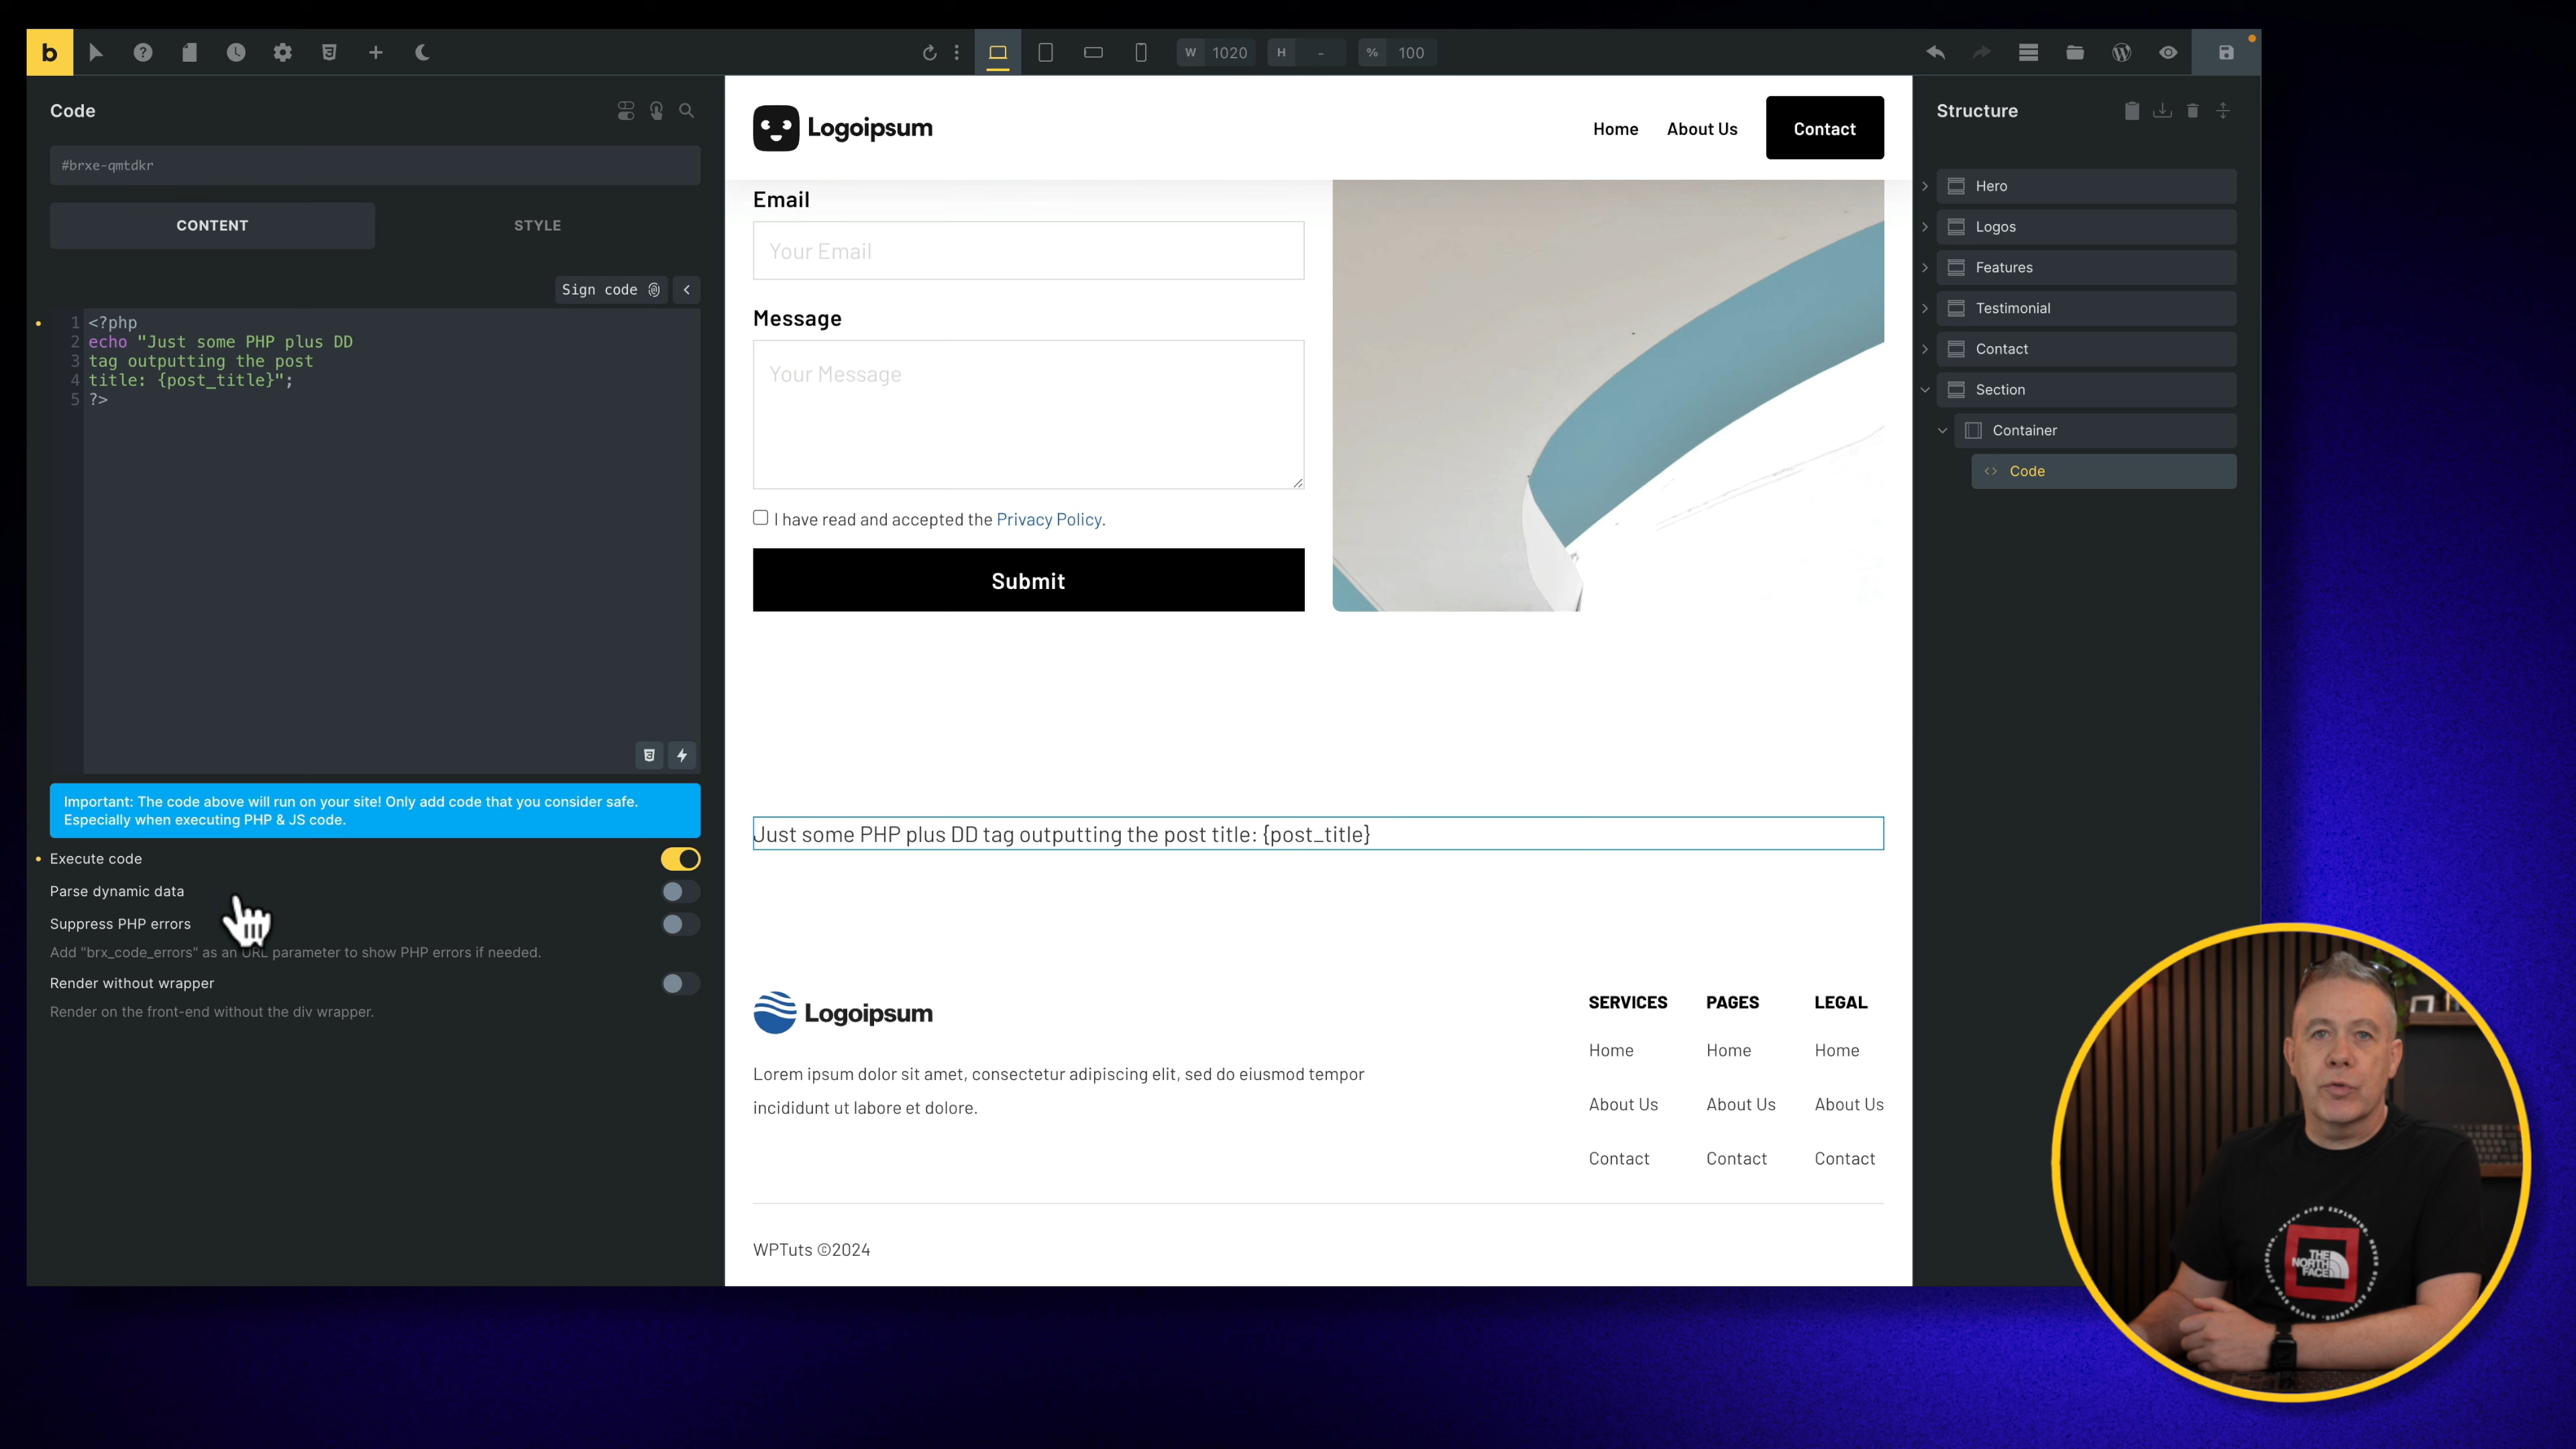 b
W 1020 H - % 100
Code
#brxe-qmtdkr
CONTENT
STYLE
Sign code
1 <?php
2 echo "Just some PHP plus DD
3 tag outputting the post
4 title: {post_title}";
5 ?>
Important: The code above will run on your site! Only add code that you consider safe.
Especially when executing PHP & JS code.
Execute code
Parse dynamic data
Suppress PHP errors
Add "brx_code_errors" as an URL parameter to show PHP errors if needed.
Render without wrapper
Render on the front-end without the div wrapper.
Logoipsum
Home
About Us
Contact
Email
Your Email
Message
Your Message
I have read and accepted the Privacy Policy.
Submit
Just some PHP plus DD tag outputting the post title: {post_title}
Logoipsum
Lorem ipsum dolor sit amet, consectetur adipiscing elit, sed do eiusmod tempor
incididunt ut labore et dolore.
SERVICES PAGES LEGAL
Home Home Home
About Us About Us About Us
Contact Contact Contact
WPTuts ©2024
Structure
Hero
Logos
Features
Testimonial
Contact
Section
Container
Code
THE
NORTH
FACE